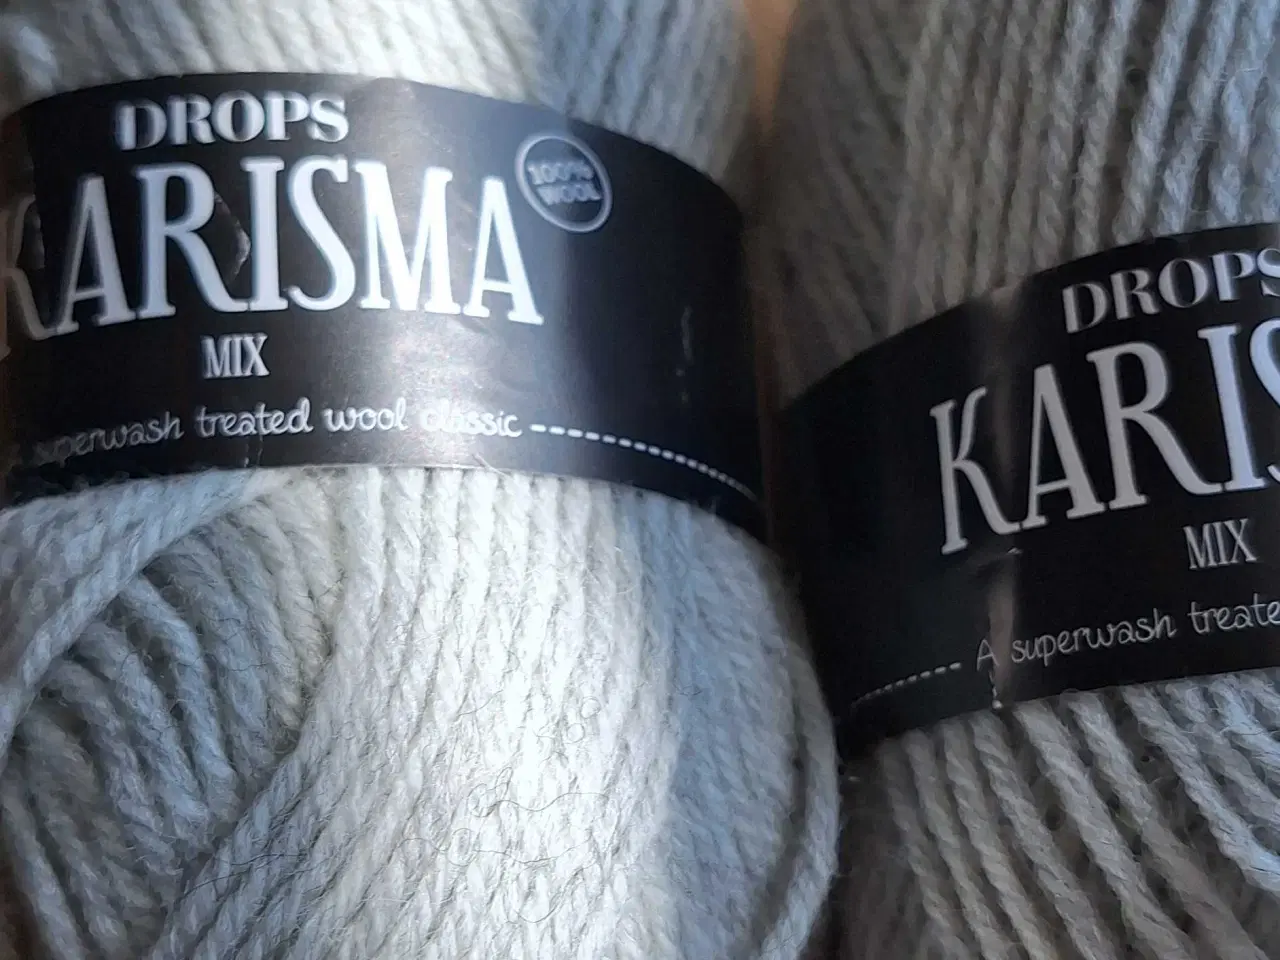 DROPS
KARISMA
100%
WOOL
MIX
superwash treated wool classic
DROPS
KARIS
MIX
A superwash treate